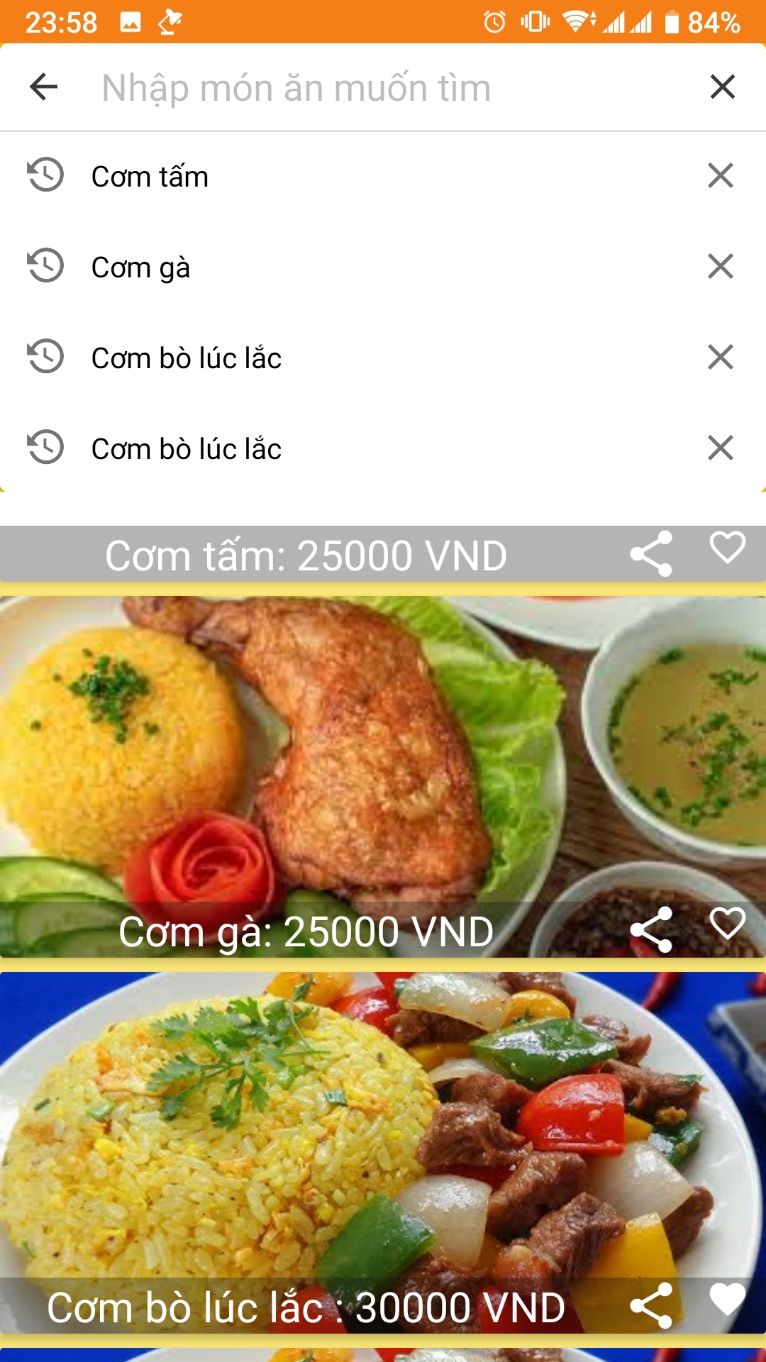 23:58
84%
Nhập món ăn muốn tìm
Cơm tấm
Cơm gà
Cơm bò lúc lắc
Cơm bò lúc lắc
Cơm tấm: 25000 VND
Cơm gà: 25000 VND
Cơm bò lúc lắc : 30000 VND